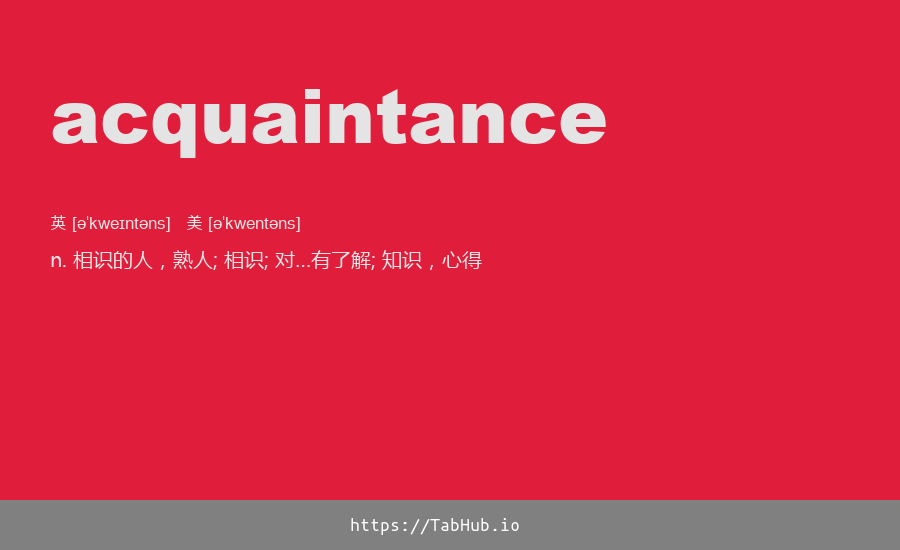 acquaintance
英 [əˈkweɪntəns] 美 [əˈkwentəns]
n. 相识的人，熟人; 相识; 对…有了解; 知识，心得
https://TabHub.io